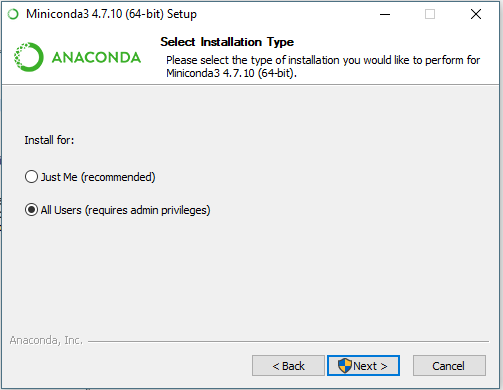 Miniconda3 4.7.10 (64-bit) Setup
ANACONDA
Select Installation Type
Please select the type of installation you would like to perform for
Miniconda3 4.7.10 (64-bit).
Install for:
Just Me (recommended)
All Users (requires admin privileges)
Anaconda, Inc.
< Back
Next >
Cancel